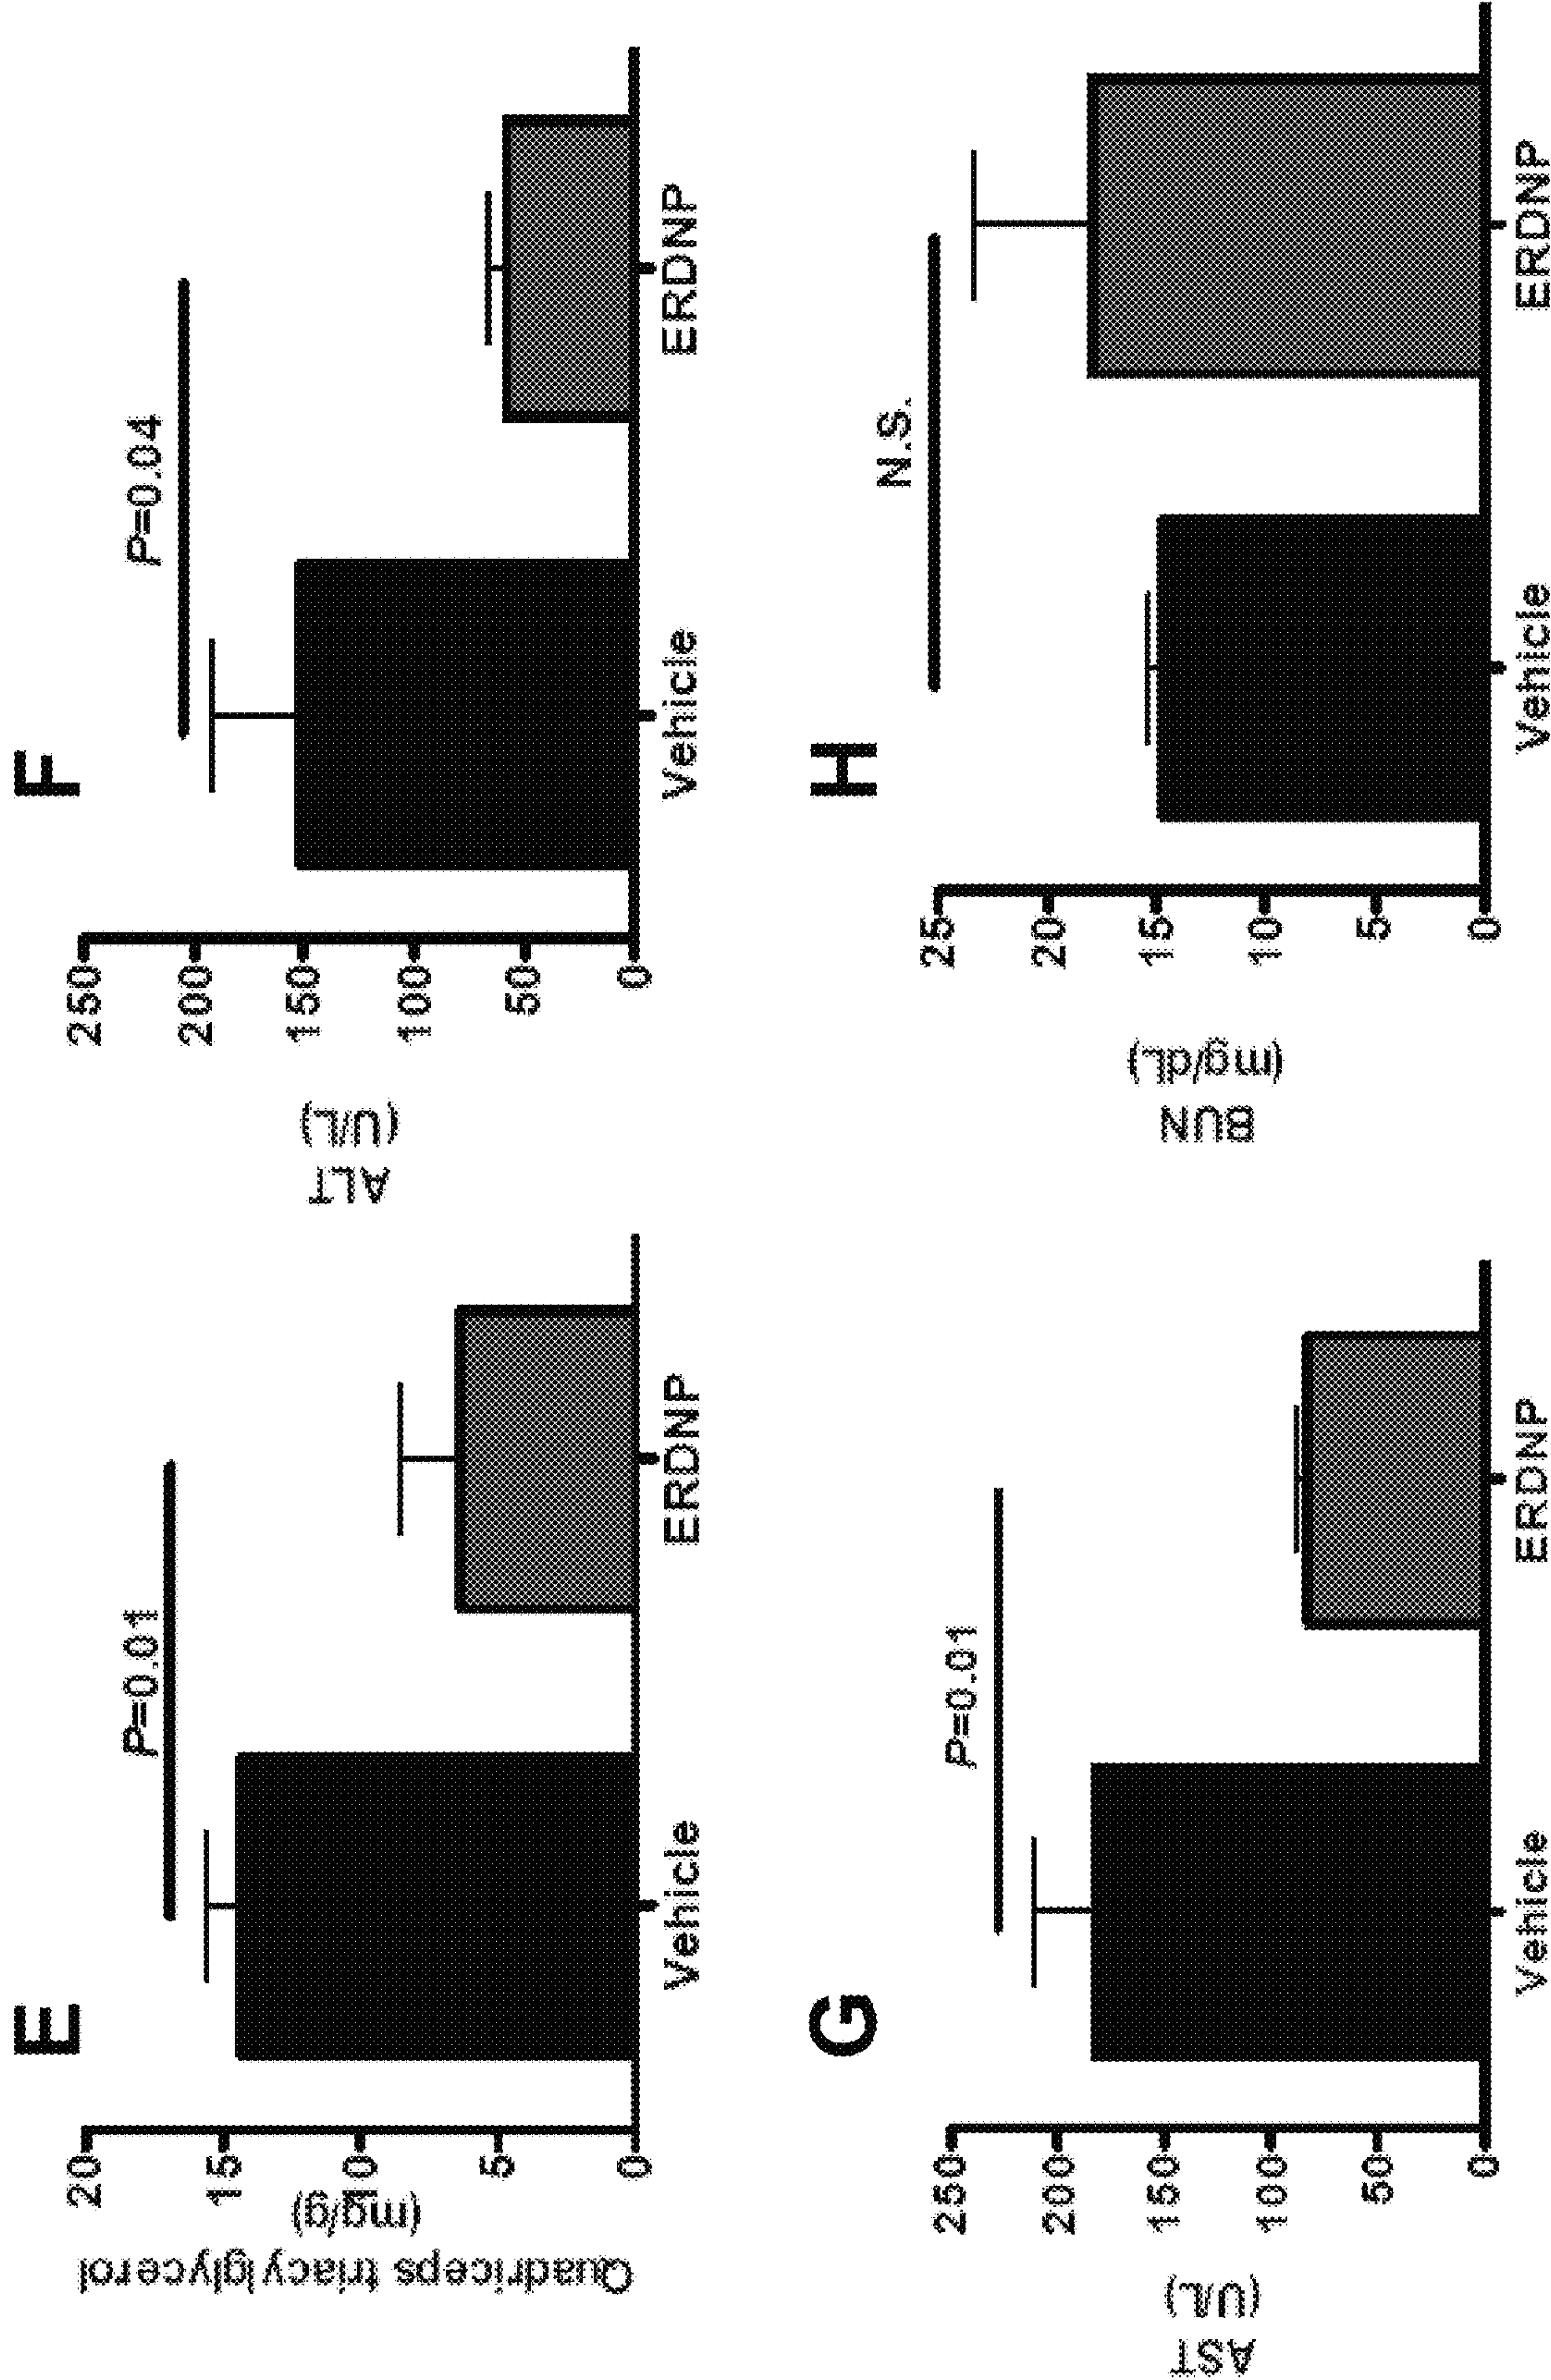 E
Quadriceps triacylglycerol
(mg/g)
20
15
10
5
0
P=0.01
Vehicle
ERDNP
F
ALT
(U/L)
250
200
150
100
50
0
P=0.04
Vehicle
ERDNP
G
AST
(U/L)
250
200
150
100
50
0
P=0.01
Vehicle
ERDNP
H
BUN
(mg/dL)
25
20
15
10
5
0
N.S.
Vehicle
ERDNP